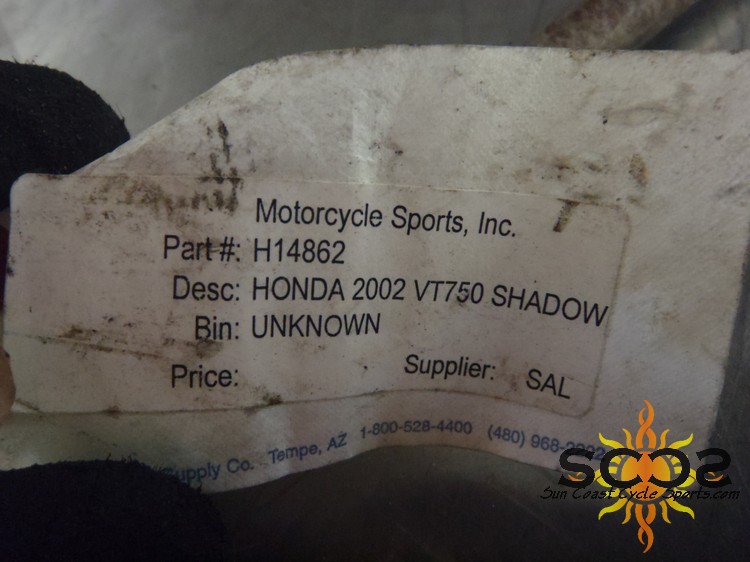 Motorcycle Sports, Inc.
Part #: H14862
Desc: HONDA 2002 VT750 SHADOW
Bin: UNKNOWN
Price: Supplier: SAL
Supply Co. Tempe, AZ 1-800-528-4400 (480) 968-
SCCS
Sun Coast Cycle Sports.com